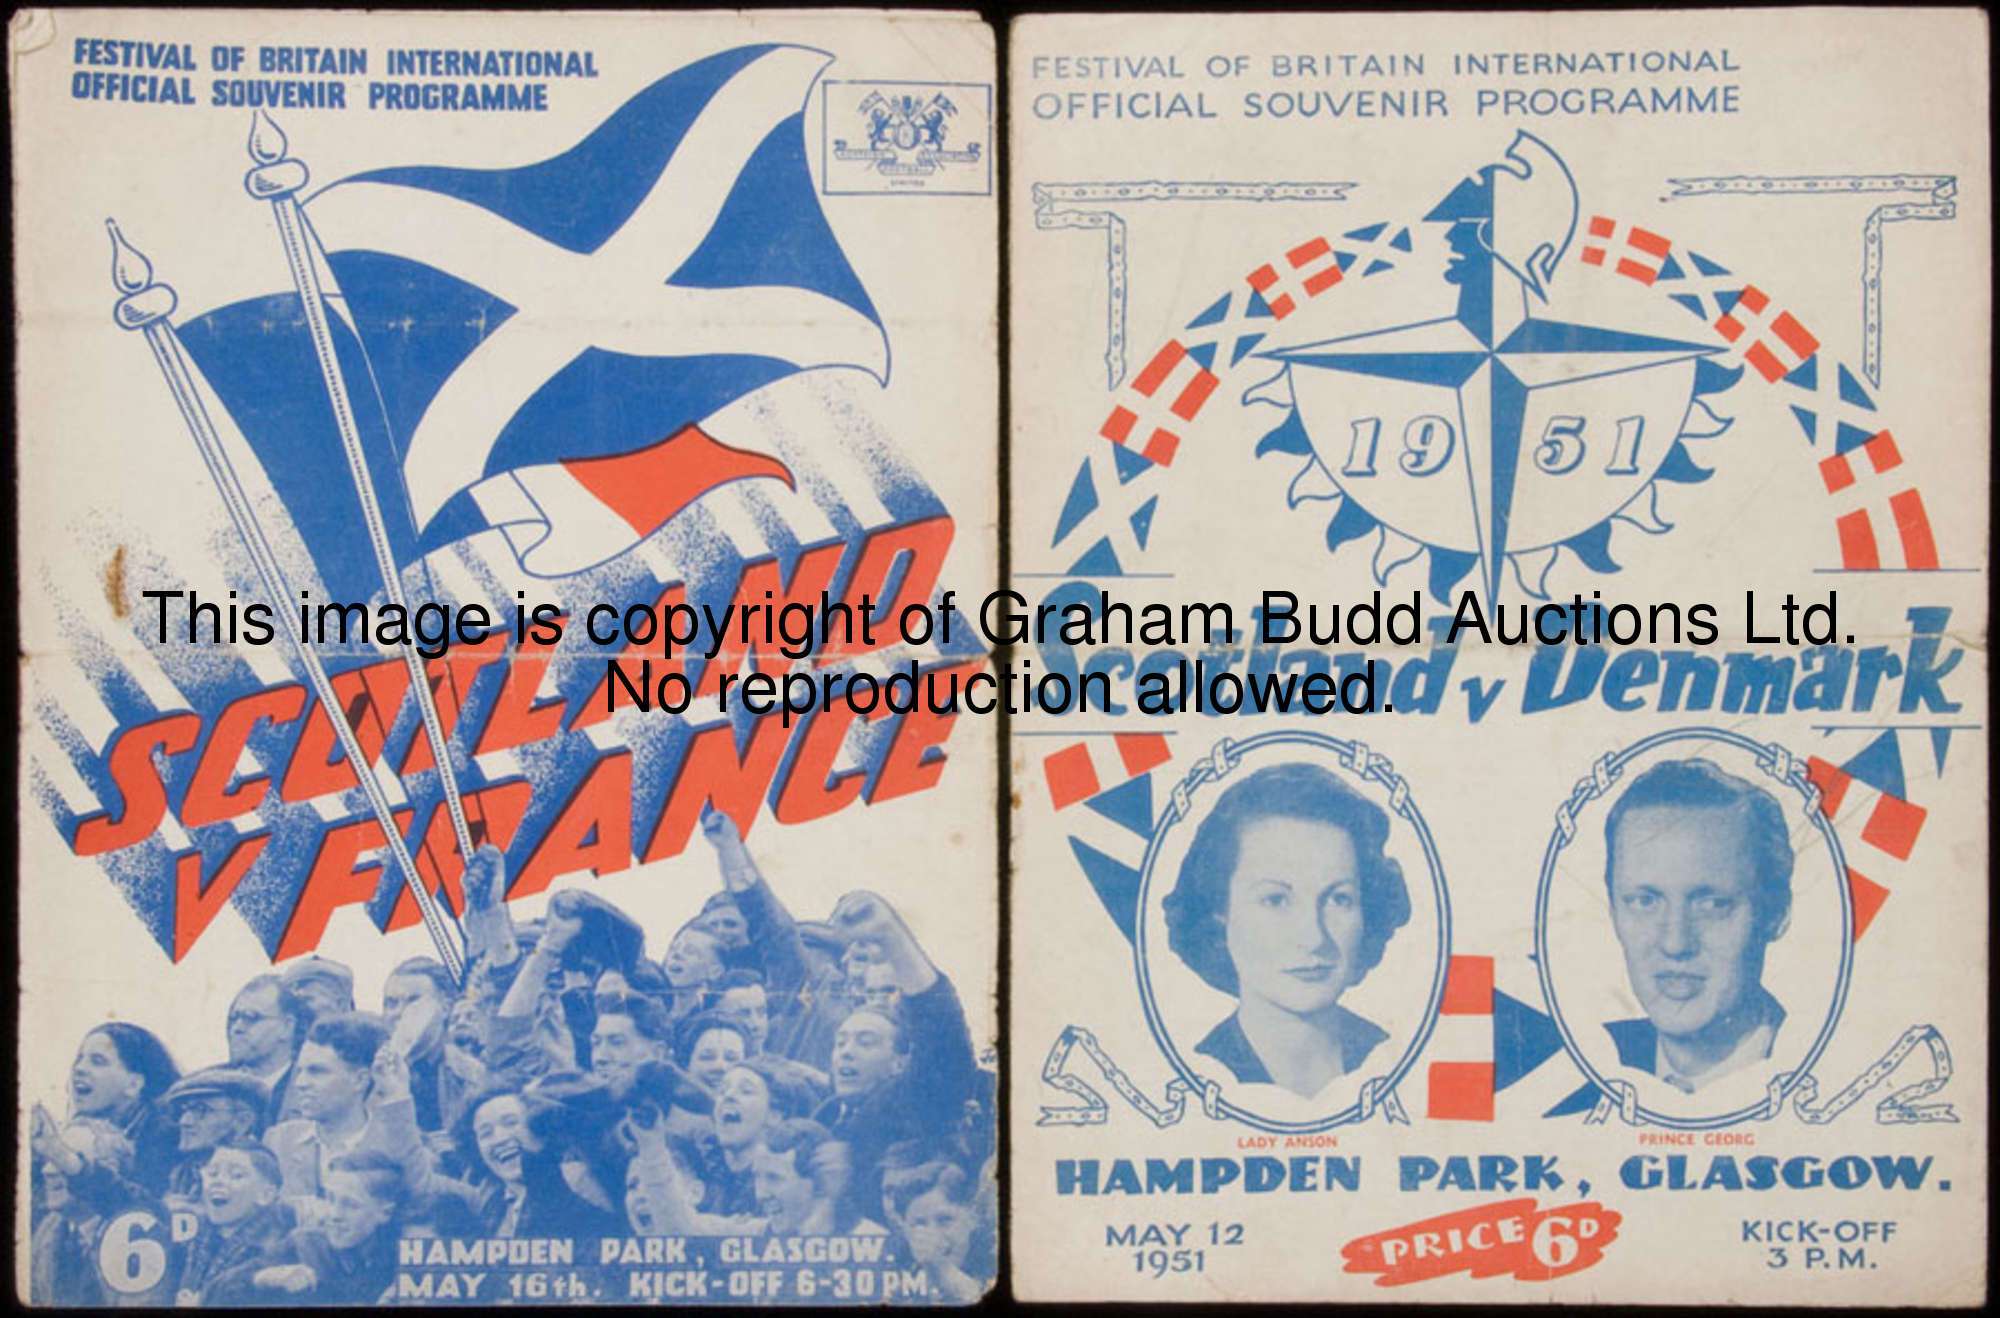 FESTIVAL OF BRITAIN INTERNATIONAL
OFFICIAL SOUVENIR PROGRAMME
LIMITED
SCOTLAND
V FRANCE
6D
HAMPDEN PARK, GLASGOW.
MAY 16th. KICK-OFF 6-30 PM.
FESTIVAL OF BRITAIN INTERNATIONAL
OFFICIAL SOUVENIR PROGRAMME
1951
Scotland v Denmark
LADY ANSON
PRINCE GEORG
HAMPDEN PARK, GLASGOW.
MAY 12
1951
PRICE 6D
KICK-OFF
3 P.M.
This image is copyright of Graham Budd Auctions Ltd.
No reproduction allowed.